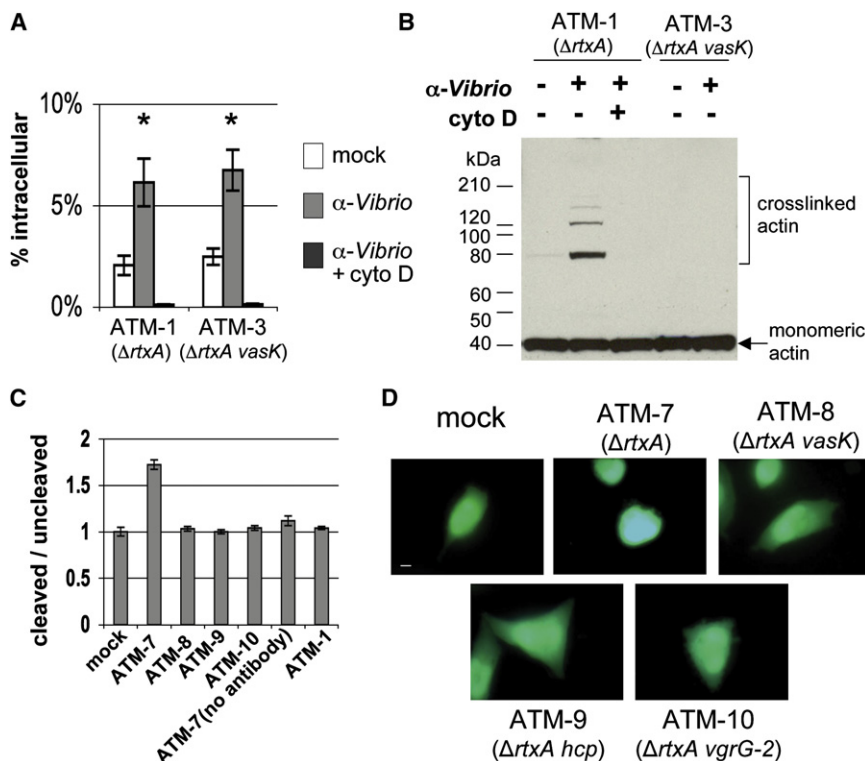 A
10%
5%
0%
% intracellular
*
*
mock
α-Vibrio
α-Vibrio
+ cyto D
ATM-1
(ΔrtxA)
ATM-3
(ΔrtxA vasK)
B
ATM-1
(ΔrtxA)
ATM-3
(ΔrtxA vasK)
α-Vibrio - + + - +
cyto D - - + - -
kDa
210
120
100
80
60
50
40
crosslinked
actin
monomeric
actin
C
cleaved / uncleaved
2
1.5
1
0.5
0
mock
ATM-7
ATM-8
ATM-9
ATM-10
ATM-7(no antibody)
ATM-1
D
mock
ATM-7
(ΔrtxA)
ATM-8
(ΔrtxA vasK)
ATM-9
(ΔrtxA hcp)
ATM-10
(ΔrtxA vgrG-2)